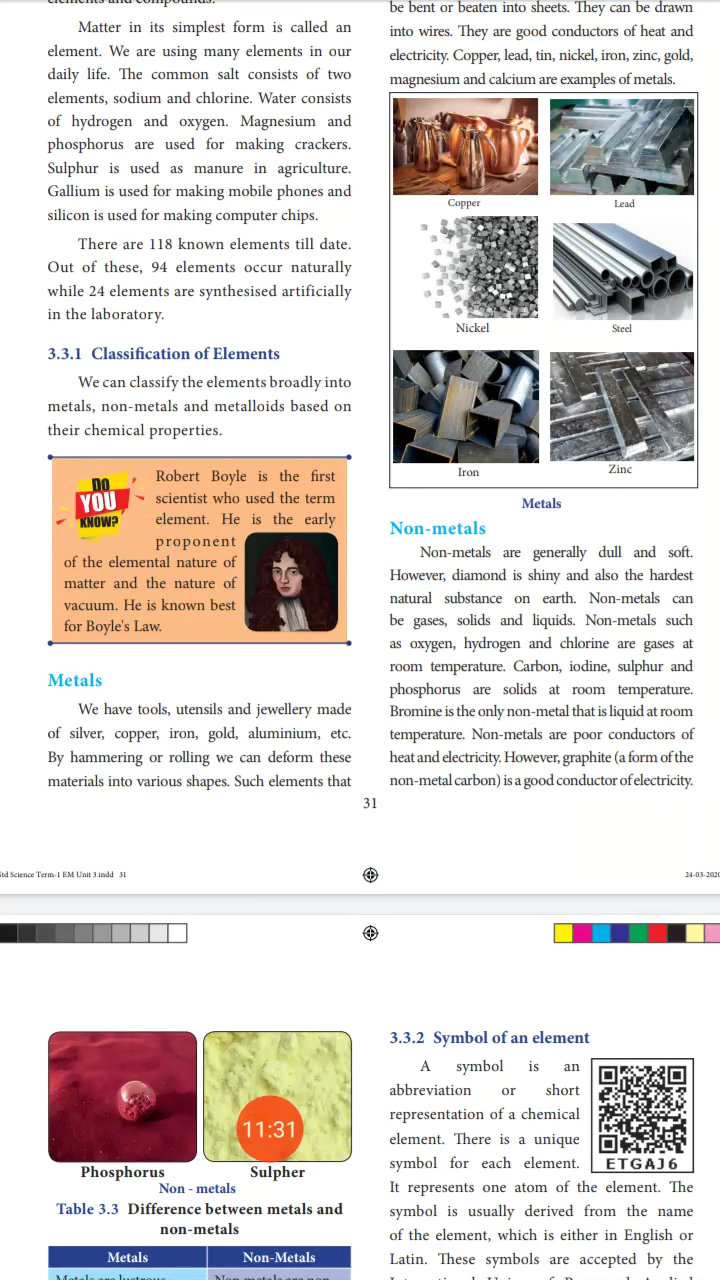 elements and compounds.
Matter in its simplest form is called an
element. We are using many elements in our
daily life. The common salt consists of two
elements, sodium and chlorine. Water consists
of hydrogen and oxygen. Magnesium and
phosphorus are used for making crackers.
Sulphur is used as manure in agriculture.
Gallium is used for making mobile phones and
silicon is used for making computer chips.
There are 118 known elements till date.
Out of these, 94 elements occur naturally
while 24 elements are synthesised artificially
in the laboratory.
3.3.1 Classification of Elements
We can classify the elements broadly into
metals, non-metals and metalloids based on
their chemical properties.
DO
YOU
KNOW?
Robert Boyle is the first
scientist who used the term
element. He is the early
proponent
of the elemental nature of
matter and the nature of
vacuum. He is known best
for Boyle's Law.
Metals
We have tools, utensils and jewellery made
of silver, copper, iron, gold, aluminium, etc.
By hammering or rolling we can deform these
materials into various shapes. Such elements that
be bent or beaten into sheets. They can be drawn
into wires. They are good conductors of heat and
electricity. Copper, lead, tin, nickel, iron, zinc, gold,
magnesium and calcium are examples of metals.
Copper
Lead
Nickel
Steel
Iron
Zinc
Metals
Non-metals
Non-metals are generally dull and soft.
However, diamond is shiny and also the hardest
natural substance on earth. Non-metals can
be gases, solids and liquids. Non-metals such
as oxygen, hydrogen and chlorine are gases at
room temperature. Carbon, iodine, sulphur and
phosphorus are solids at room temperature.
Bromine is the only non-metal that is liquid at room
temperature. Non-metals are poor conductors of
heat and electricity. However, graphite (a form of the
non-metal carbon) is a good conductor of electricity.
31
Std Science Term-1 EM Unit 3.indd 31
24-03-2020
11:31
Phosphorus
Sulpher
Non - metals
Table 3.3 Difference between metals and
non-metals
Metals
Non-Metals
Metals are lustrous
Non-metals are non-
3.3.2 Symbol of an element
A symbol is an
abbreviation or short
representation of a chemical
element. There is a unique
symbol for each element.
ETGAJ6
It represents one atom of the element. The
symbol is usually derived from the name
of the element, which is either in English or
Latin. These symbols are accepted by the
International Union of Pure and Applied